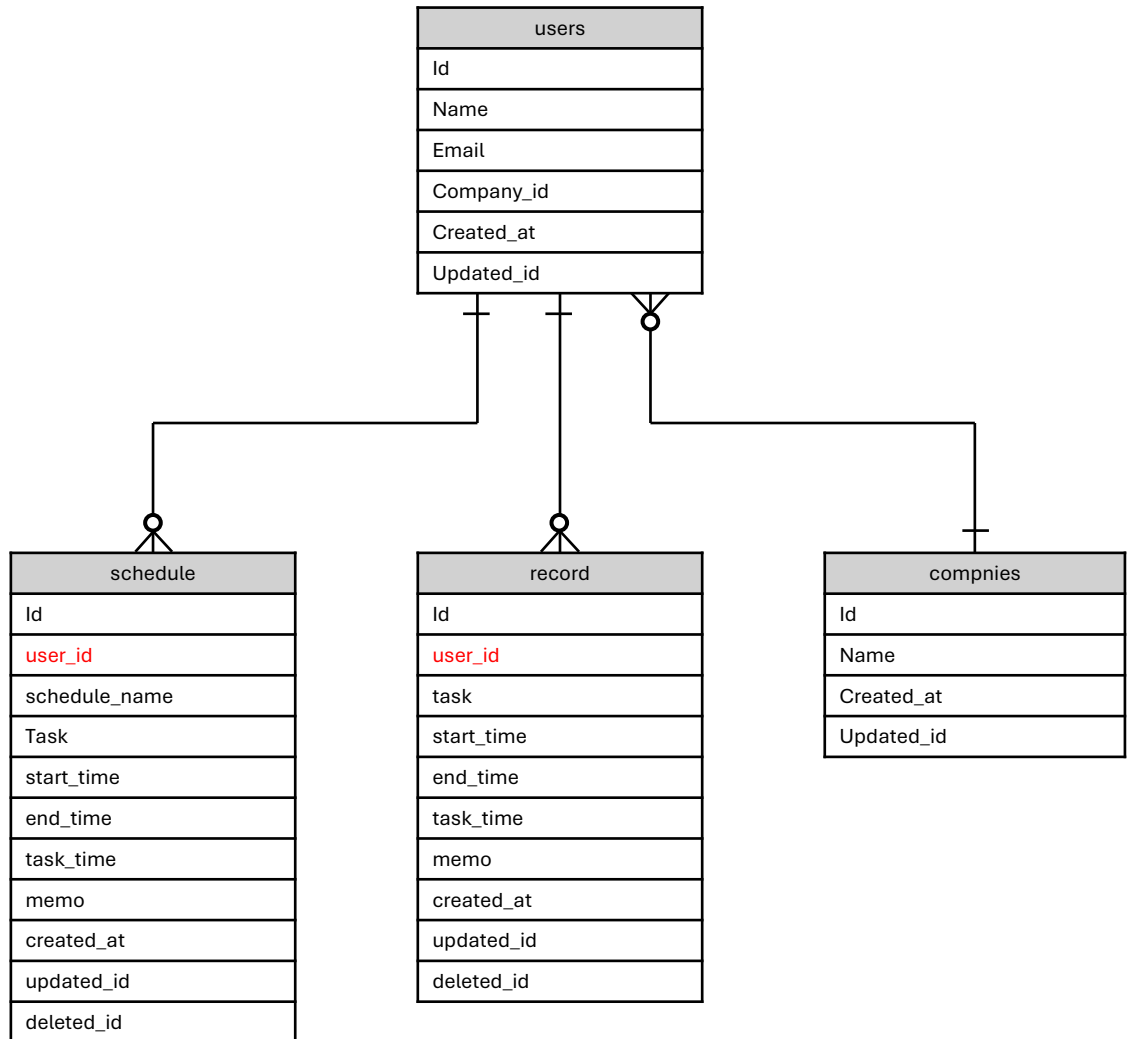 users
Id
Name
Email
Company_id
Created_at
Updated_id
schedule
Id
user_id
schedule_name
Task
start_time
end_time
task_time
memo
created_at
updated_id
deleted_id
record
Id
user_id
task
start_time
end_time
task_time
memo
created_at
updated_id
deleted_id
compnies
Id
Name
Created_at
Updated_id